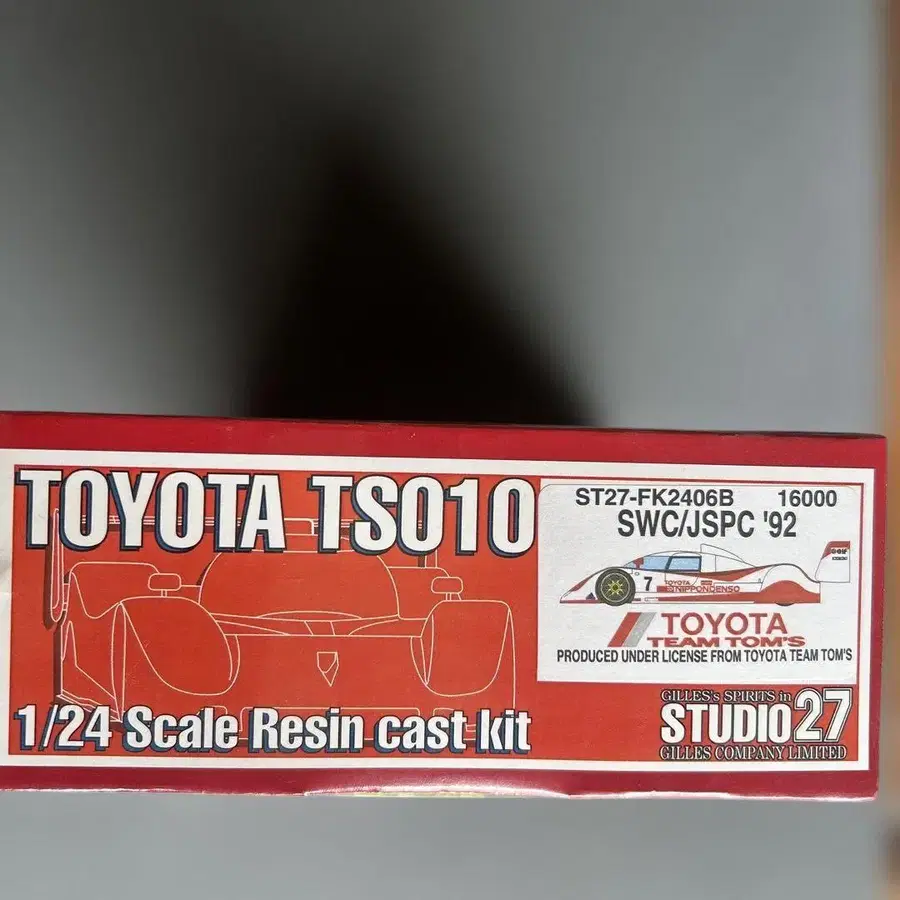 TOYOTA TS010
ST27-FK2406B 16000
SWC/JSPC '92
7
TOYOTA
NIPPONDENSO
TOYOTA
TEAM TOM'S
PRODUCED UNDER LICENSE FROM TOYOTA TEAM TOM'S
1/24 Scale Resin cast kit
GILLES's SPIRITS in
STUDIO27
GILLES COMPANY LIMITED